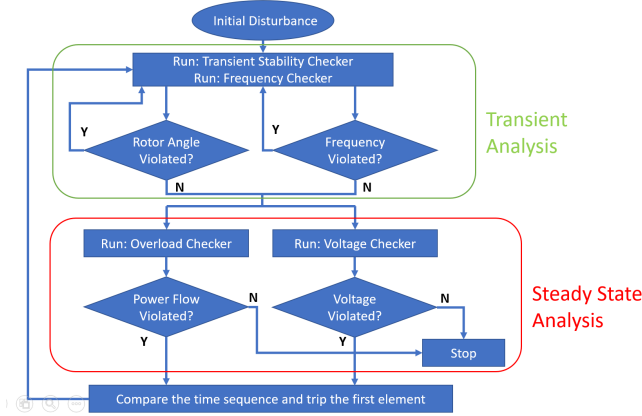 Initial Disturbance
Run: Transient Stability Checker
Run: Frequency Checker
Transient
Analysis
Y
Rotor Angle
Violated?
Y
Frequency
Violated?
N
N
Run: Overload Checker
Run: Voltage Checker
Steady State
Analysis
Power Flow
Violated?
N
Voltage
Violated?
N
Y
Y
Stop
Compare the time sequence and trip the first element